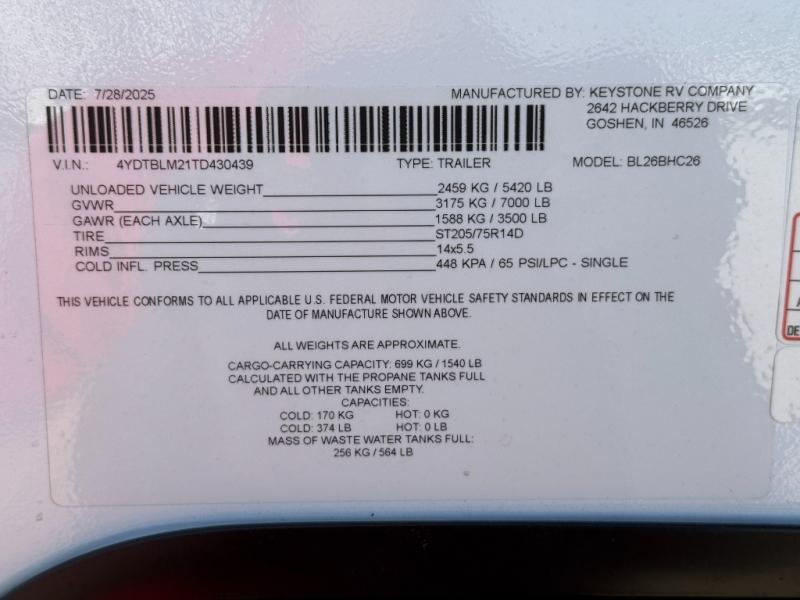 DATE: 7/28/2025 MANUFACTURED BY: KEYSTONE RV COMPANY
2642 HACKBERRY DRIVE
GOSHEN, IN 46526
V.I.N.: 4YDTBLM21TD430439 TYPE: TRAILER MODEL: BL26BHC26
UNLOADED VEHICLE WEIGHT 2459 KG / 5420 LB
GVWR 3175 KG / 7000 LB
GAWR (EACH AXLE) 1588 KG / 3500 LB
TIRE ST205/75R14D
RIMS 14x5.5
COLD INFL. PRESS 448 KPA / 65 PSI/LPC - SINGLE
THIS VEHICLE CONFORMS TO ALL APPLICABLE U.S. FEDERAL MOTOR VEHICLE SAFETY STANDARDS IN EFFECT ON THE
DATE OF MANUFACTURE SHOWN ABOVE.
ALL WEIGHTS ARE APPROXIMATE.
CARGO-CARRYING CAPACITY: 699 KG / 1540 LB
CALCULATED WITH THE PROPANE TANKS FULL
AND ALL OTHER TANKS EMPTY.
CAPACITIES:
COLD: 170 KG HOT: 0 KG
COLD: 374 LB HOT: 0 LB
MASS OF WASTE WATER TANKS FULL:
256 KG / 564 LB